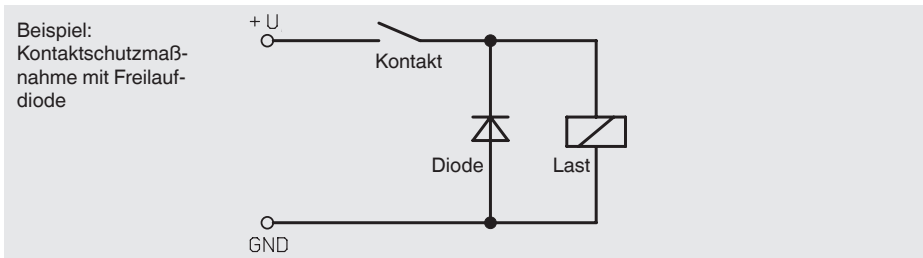 Beispiel:
Kontaktschutzmaß-
nahme mit Freilauf-
diode
+ U
Kontakt
Diode
Last
GND